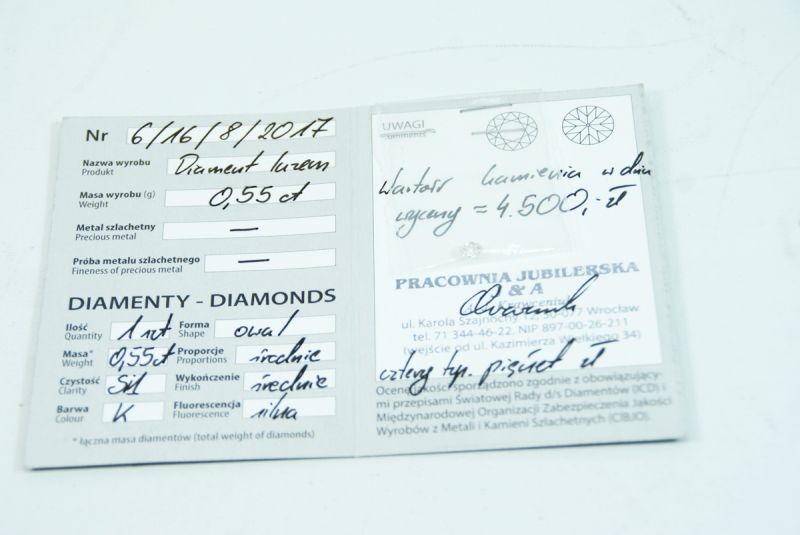 Nr 6/16/8/2017
Nazwa wyrobu Diament luzem
Produkt
Masa wyrobu (g) 0,55 ct
Weight
Metal szlachetny —
Precious metal
Próba metalu szlachetnego —
Fineness of precious metal
DIAMENTY - DIAMONDS
Ilość 1 szt Forma owal
Quantity Shape
Masa* 0,55ct Proporcje średnie
Weight Proportions
Czystość SI1 Wykończenie średnie
Clarity Finish
Barwa K Fluorescencja silna
Colour Fluorescence
* łączna masa diamentów (total weight of diamonds)
UWAGI
Comments
Wartość kamienia w dniu
wyceny = 4.500,- zł
PRACOWNIA JUBILERSKA
& A
ul. Karola Szajnochy Wrocław
tel. 71 344-46-22, NIP 897-00-26-211
(wejście od ul. Kazimierza Wielkiego 34)
cztery tys. pięćset zł
Ocenę jakości sporządzono zgodnie z obowiązujący-
mi przepisami Światowej Rady d/s Diamentów (ICD) i
Międzynarodowej Organizacji Zabezpieczenia Jakości
Wyrobów z Metali i Kamieni Szlachetnych (CIBJO).